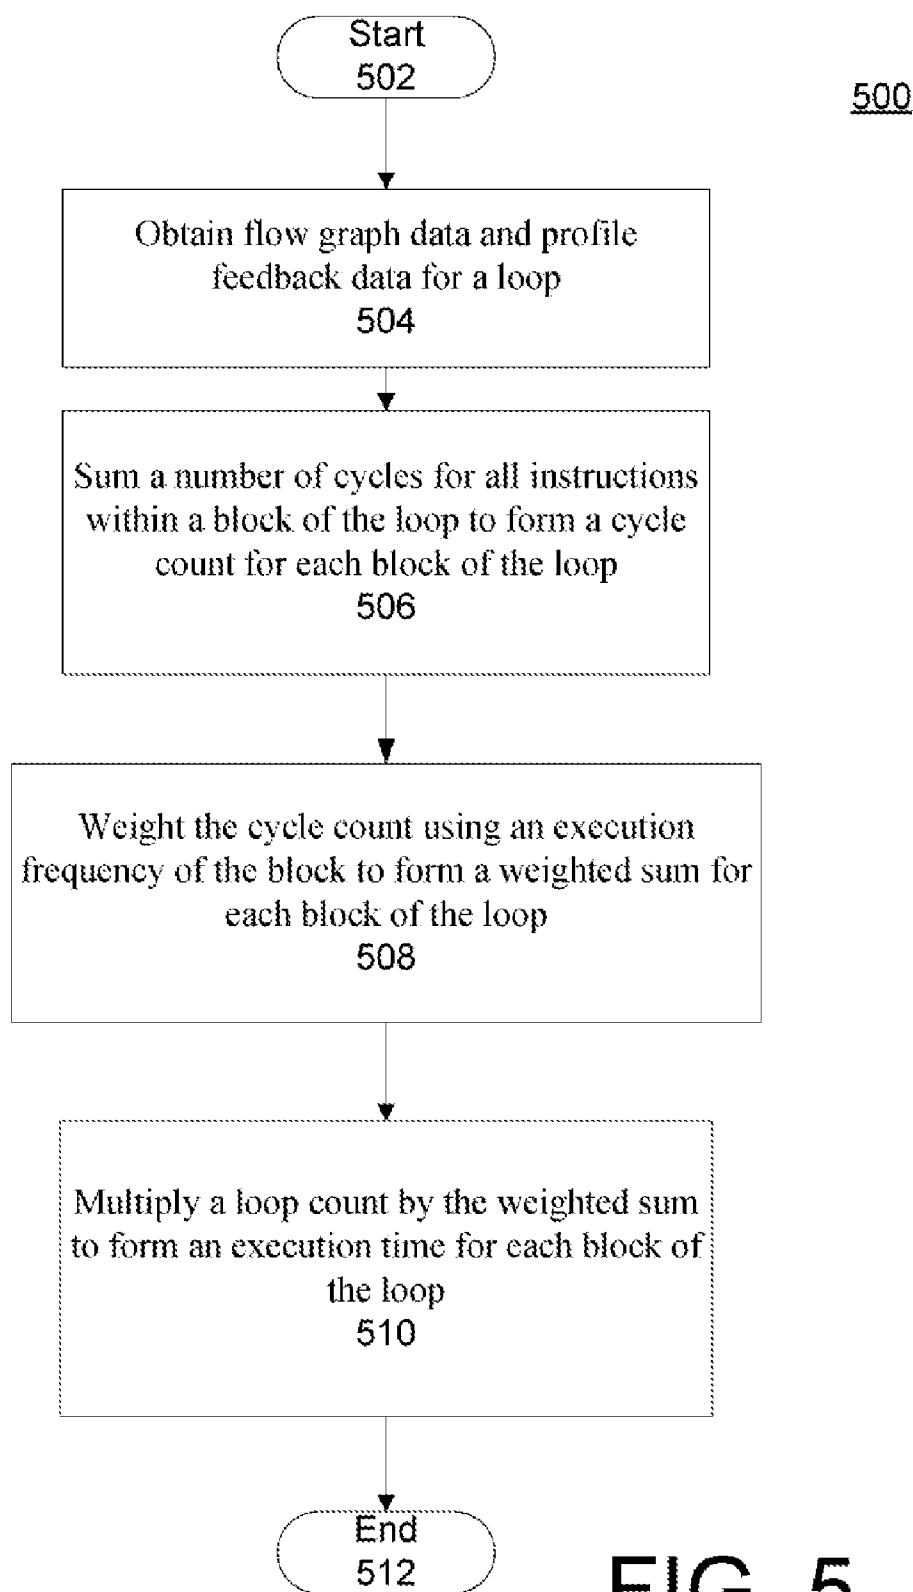 Start
502
500
Obtain flow graph data and profile
feedback data for a loop
504
Sum a number of cycles for all instructions
within a block of the loop to form a cycle
count for each block of the loop
506
Weight the cycle count using an execution
frequency of the block to form a weighted sum for
each block of the loop
508
Multiply a loop count by the weighted sum
to form an execution time for each block of
the loop
510
End
512
FIG. 5